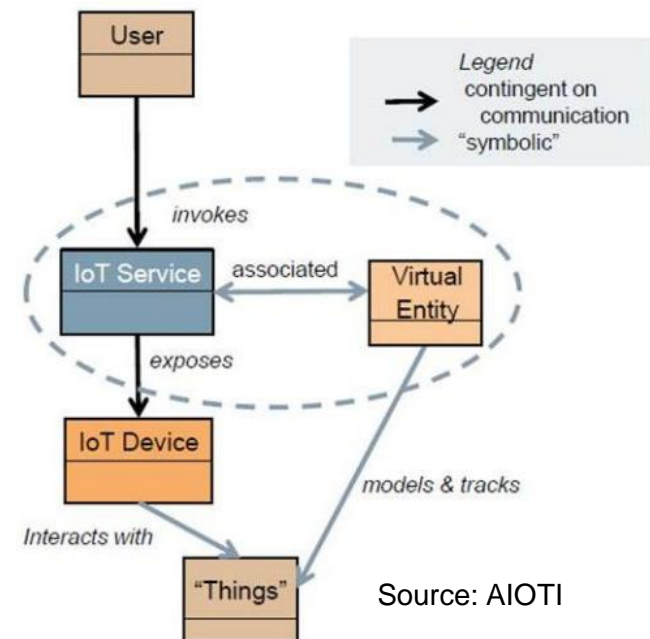 User
Legend
contingent on
communication
"symbolic"
invokes
IoT Service
associated
Virtual
Entity
exposes
IoT Device
models & tracks
Interacts with
"Things"
Source: AIOTI